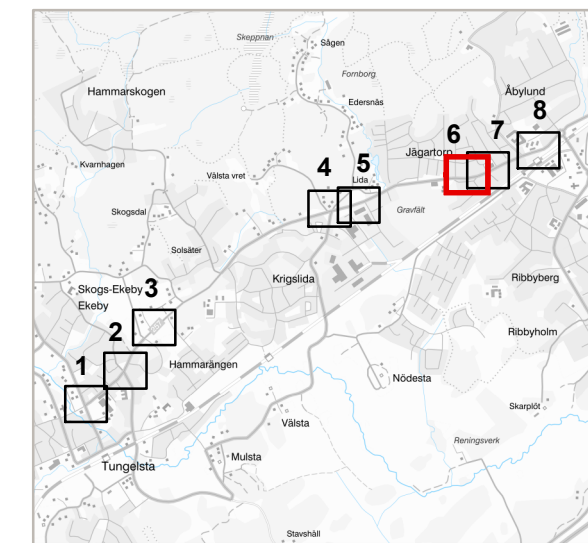 Skeppnan
Sågen
Fornborg
Hammarskogen
Åbylund
Edersnäs
8
7
6
Jägartorp
Kvarnhagen
4
5
Välsta vret
Lida
Skogsdal
Gravfält
Solsäter
Krigslida
Ribbyberg
Skogs-Ekeby
3
Ekeby
Ribbyholm
2
1
Hammarängen
Nödesta
Skarplöt
Välsta
Reningsverk
Mulsta
Tungelsta
Stavshäll